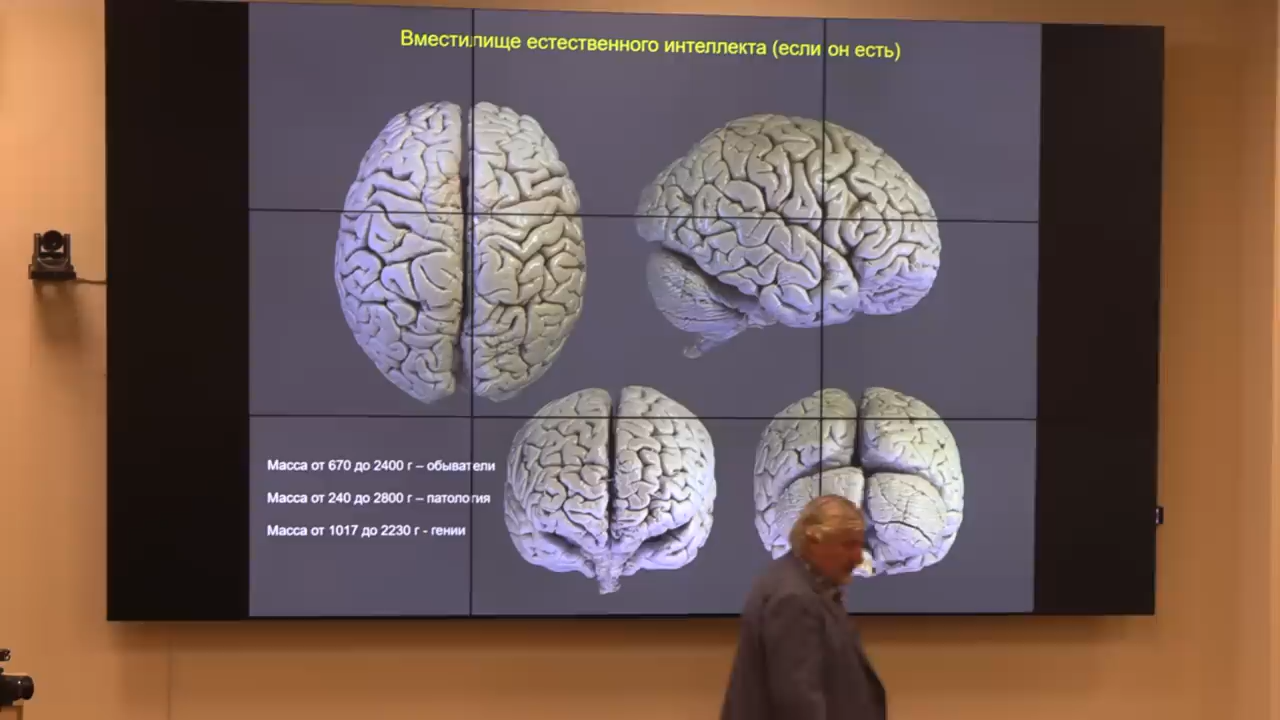 Вместилище естественного интеллекта (если он есть)
Масса от 670 до 2400 г – обыватели
Масса от 240 до 2800 г – патология
Масса от 1017 до 2230 г - гении